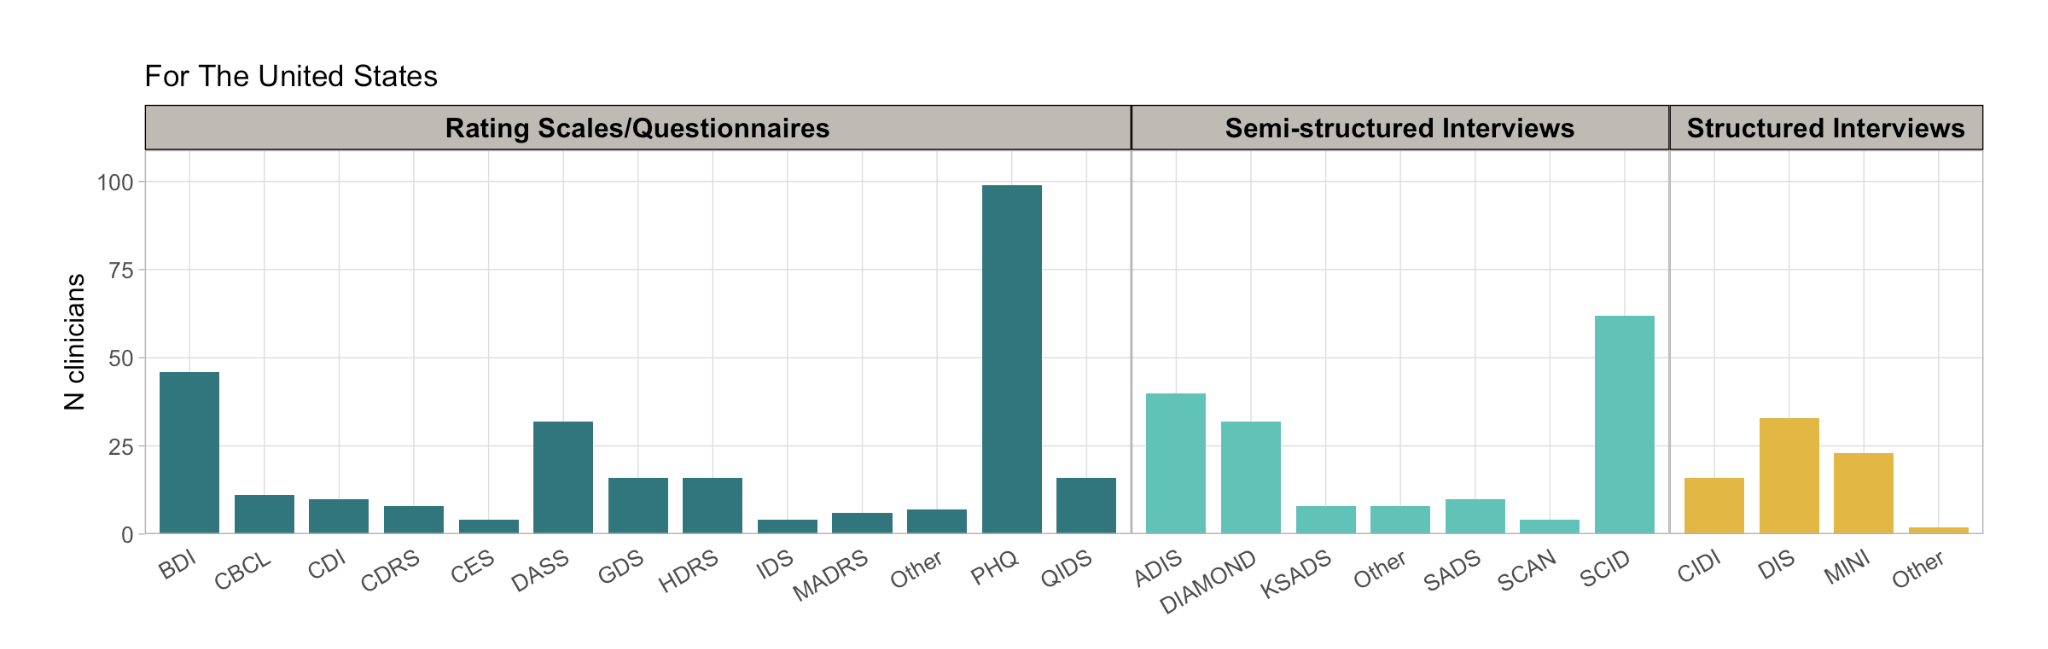 For The United States
Rating Scales/Questionnaires
Semi-structured Interviews
Structured Interviews
N clinicians
100
75
50
25
0
BDI
CBCL
CDI
CDRS
CES
DASS
GDS
HDRS
IDS
MADRS
Other
PHQ
QIDS
ADIS
DIAMOND
KSADS
Other
SADS
SCAN
SCID
CIDI
DIS
MINI
Other